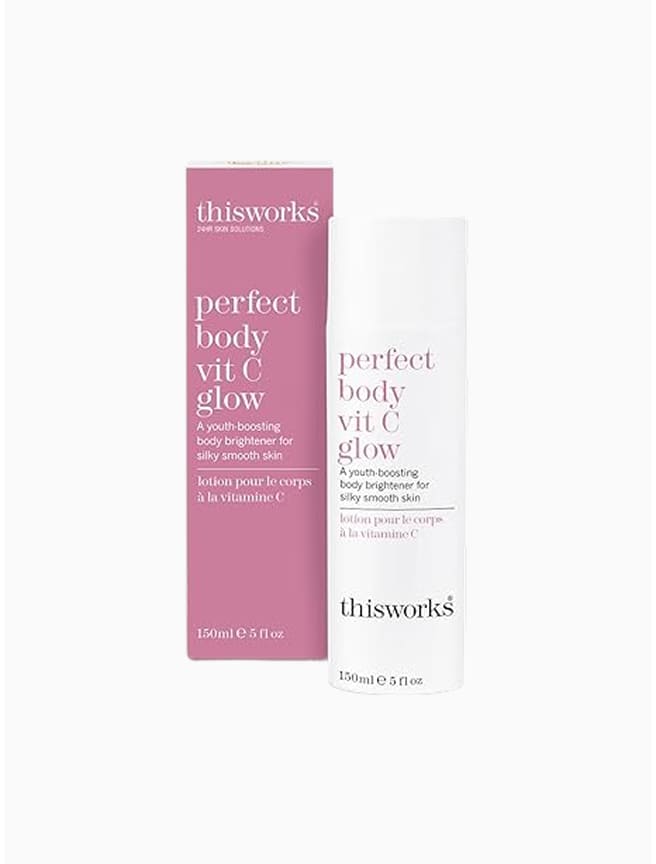 thisworks®
24HR SKIN SOLUTIONS
perfect
body
vit C
glow
A youth-boosting
body brightener for
silky smooth skin
lotion pour le corps
à la vitamine C
150ml ℮ 5 fl oz
perfect
body
vit C
glow
A youth-boosting
body brightener for
silky smooth skin
lotion pour le corps
à la vitamine C
thisworks®
150ml ℮ 5 fl oz